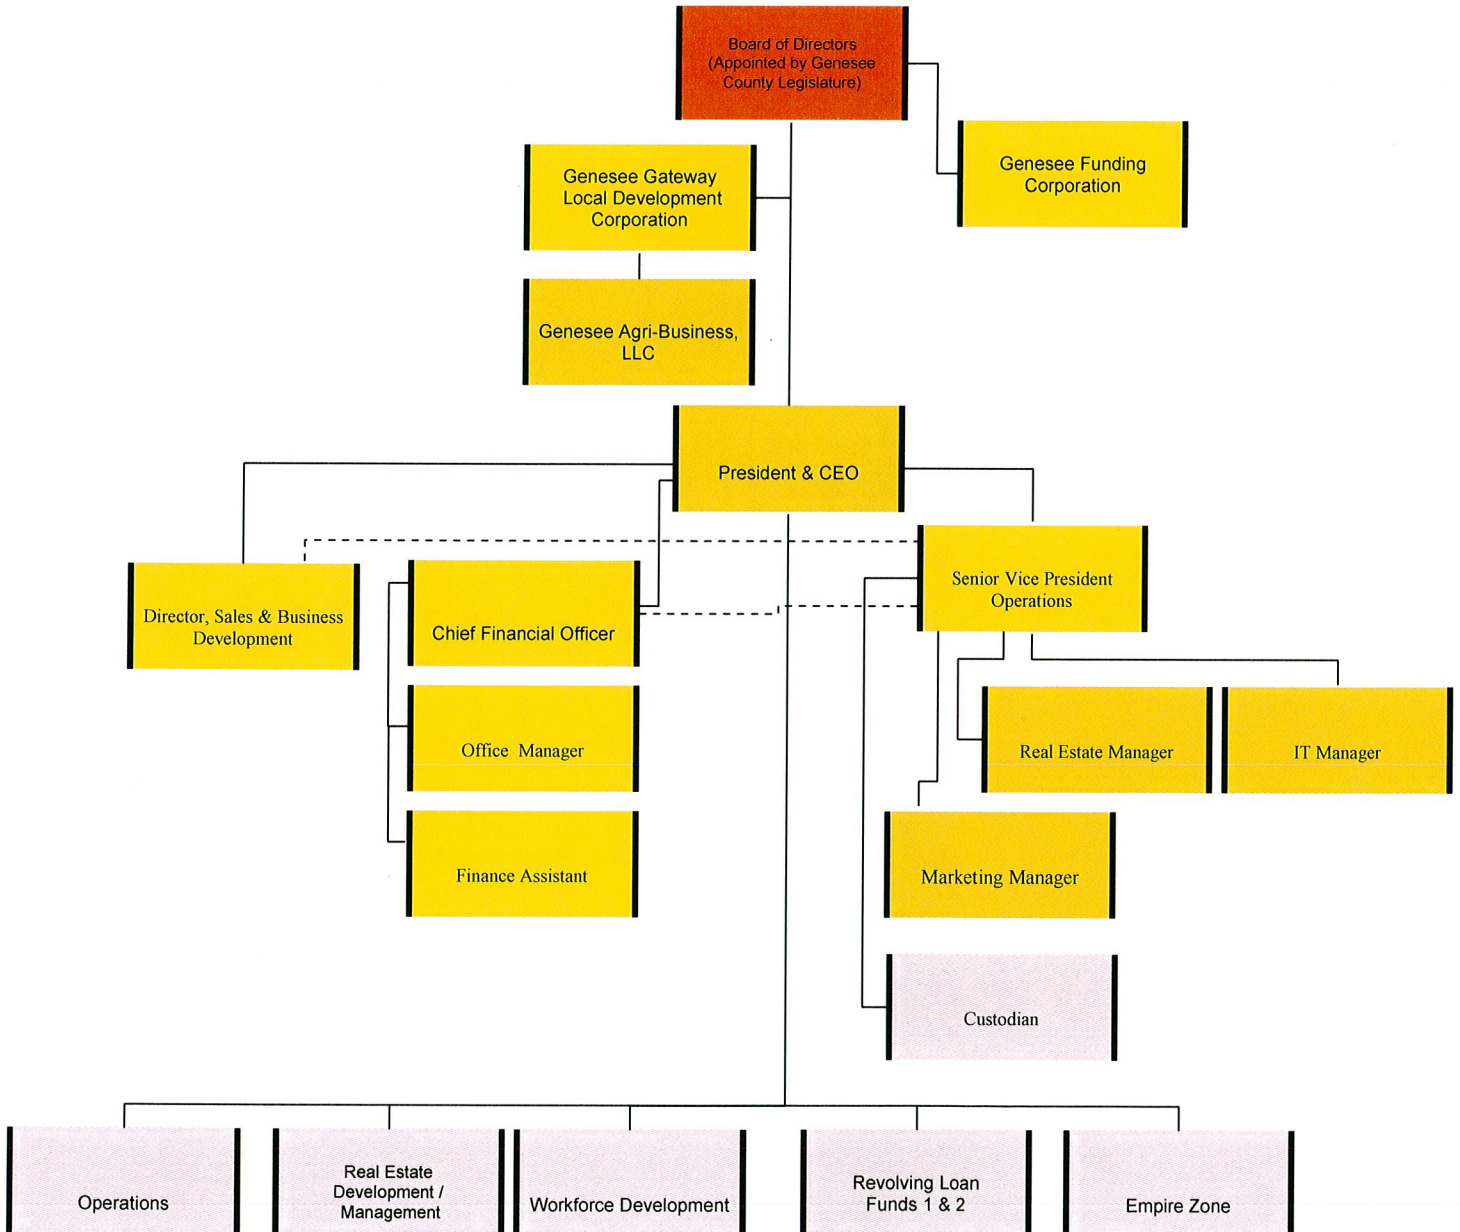 Board of Directors
(Appointed by Genesee
County Legislature)
Genesee Gateway
Local Development
Corporation
Genesee Funding
Corporation
Genesee Agri-Business,
LLC
President & CEO
Senior Vice President
Operations
Director, Sales & Business
Development
Chief Financial Officer
Office Manager
Real Estate Manager
IT Manager
Finance Assistant
Marketing Manager
Custodian
Operations
Real Estate
Development /
Management
Workforce Development
Revolving Loan
Funds 1 & 2
Empire Zone